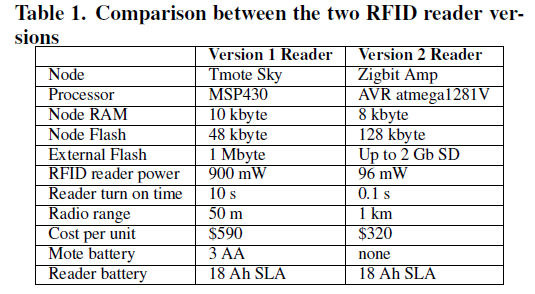 Table 1. Comparison between the two RFID reader ver-
sions
Version 1 Reader Version 2 Reader
Node Tmote Sky Zigbit Amp
Processor MSP430 AVR atmega1281V
Node RAM 10 kbyte 8 kbyte
Node Flash 48 kbyte 128 kbyte
External Flash 1 Mbyte Up to 2 Gb SD
RFID reader power 900 mW 96 mW
Reader turn on time 10 s 0.1 s
Radio range 50 m 1 km
Cost per unit $590 $320
Mote battery 3 AA none
Reader battery 18 Ah SLA 18 Ah SLA